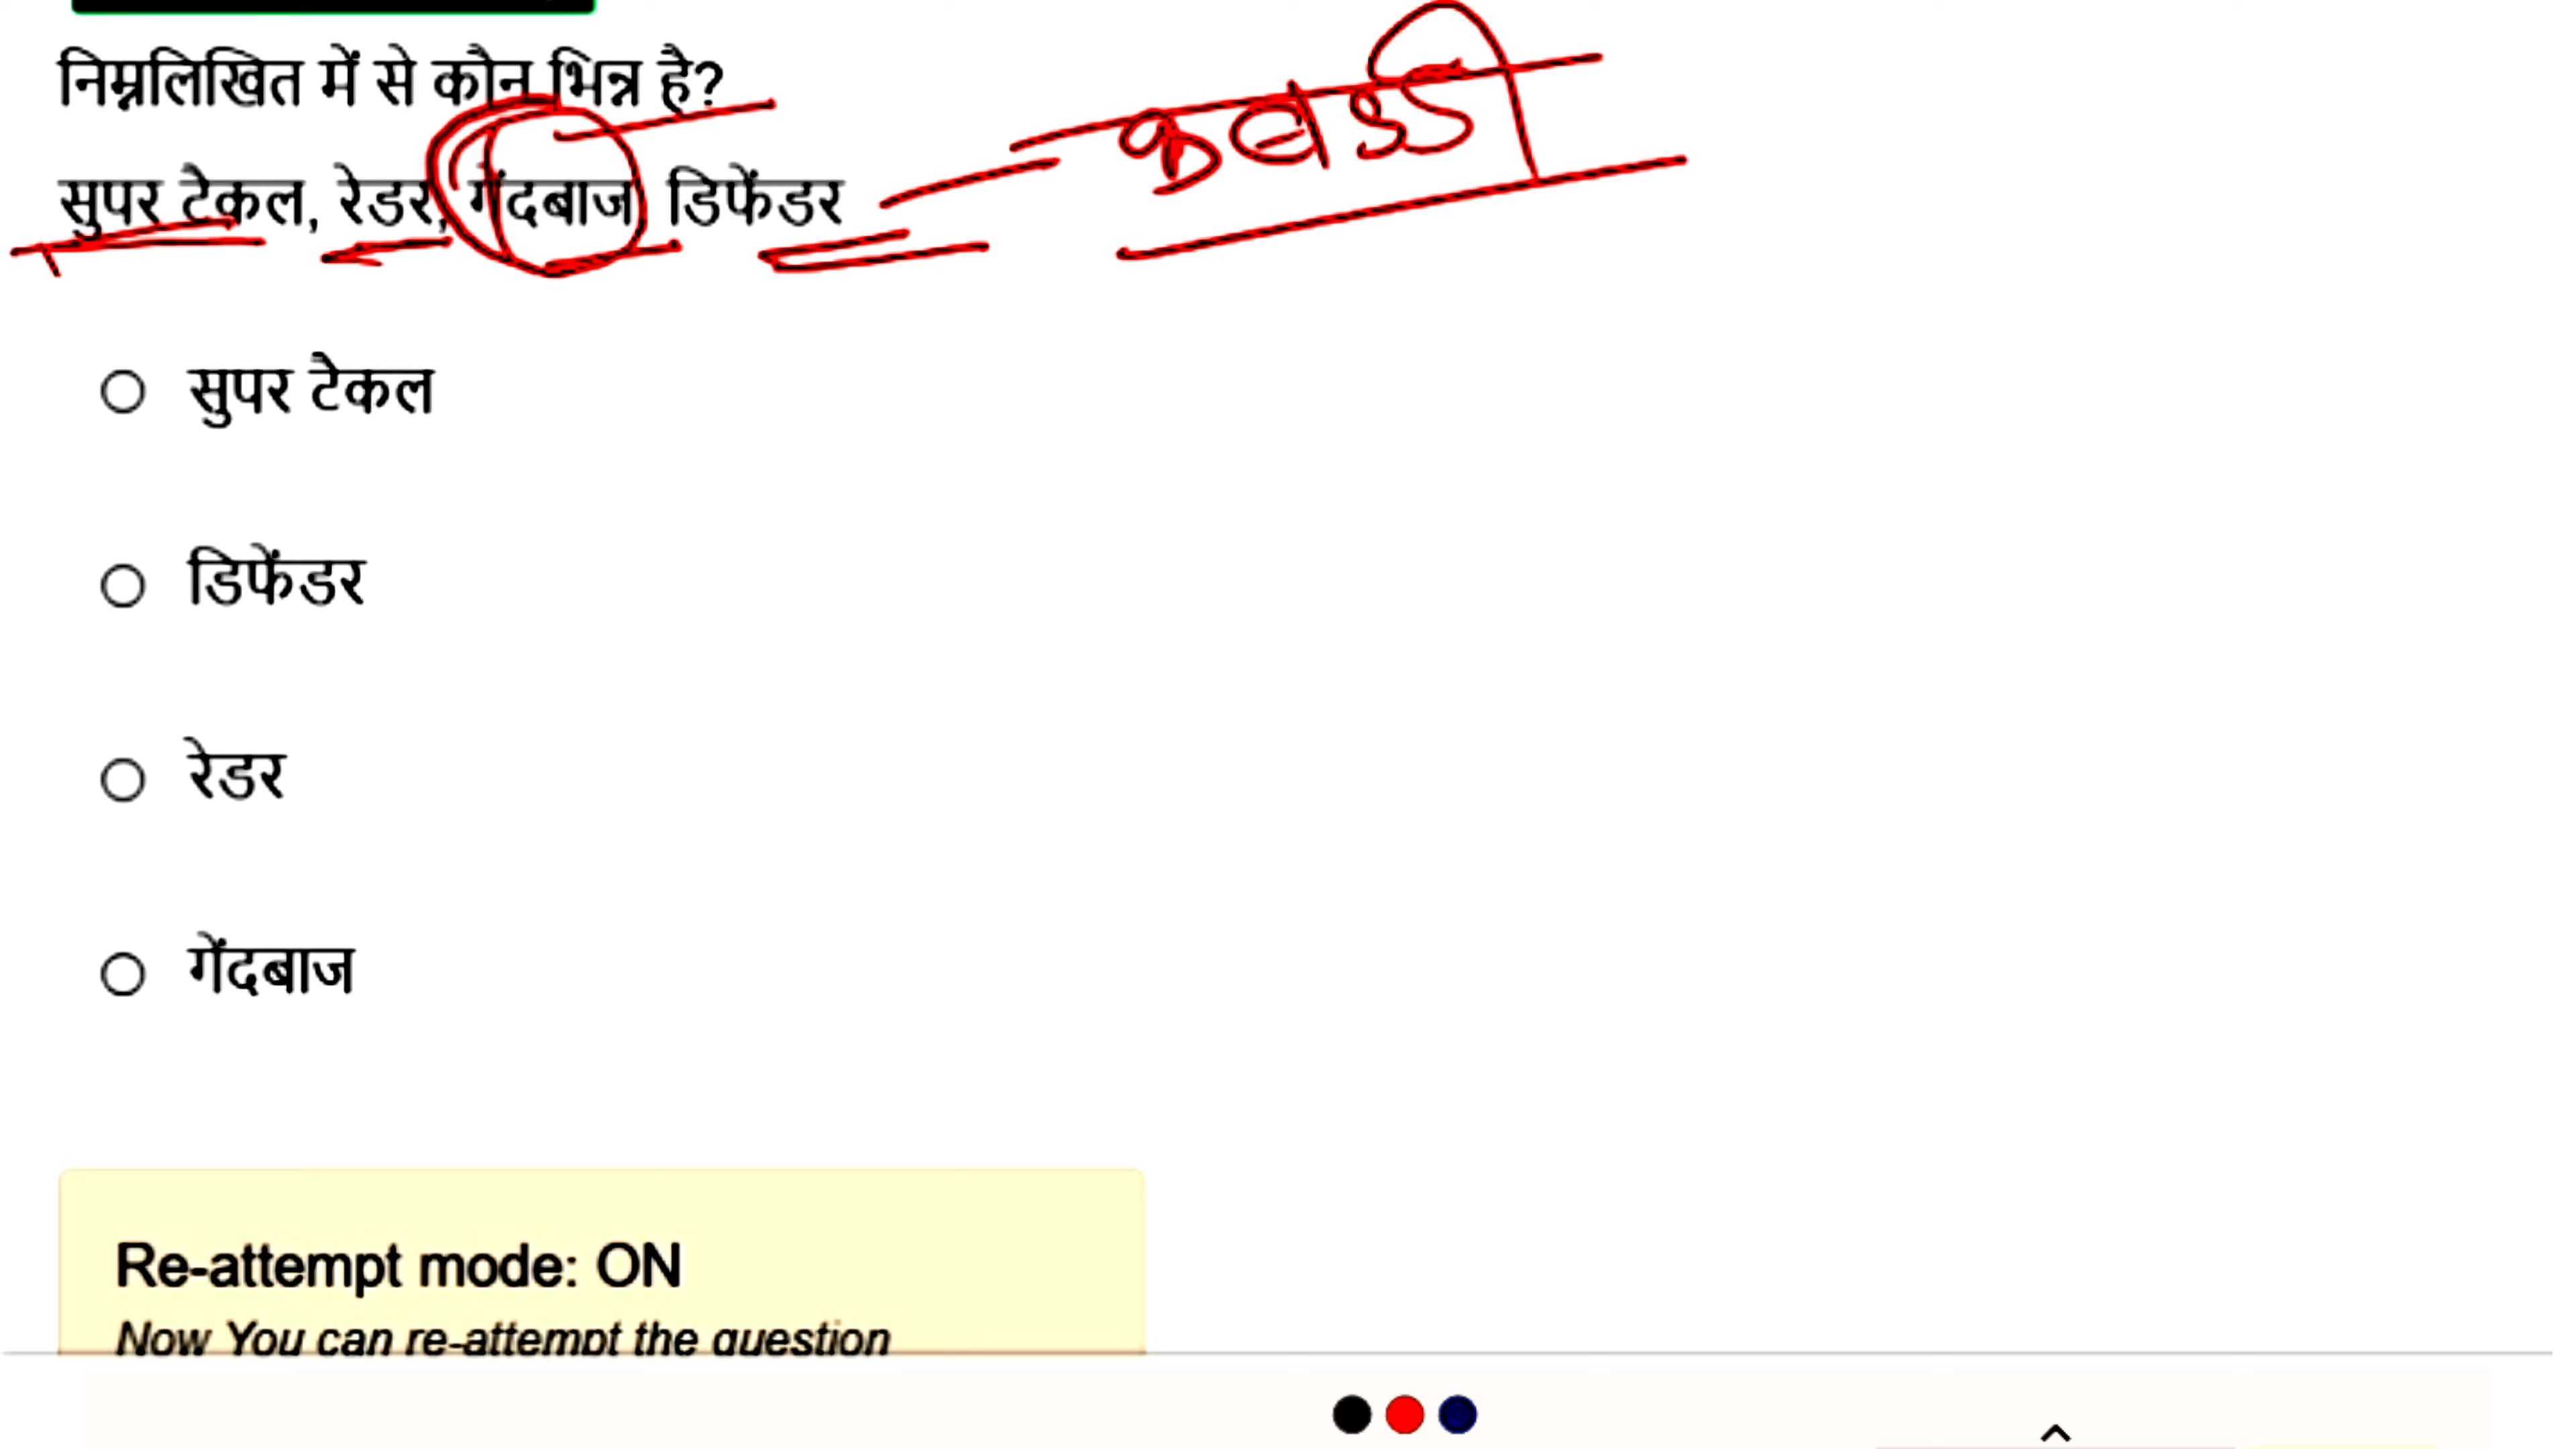 निम्नलिखित में से कौन भिन्न है?
सुपर टैकल, रेडर, गेंदबाज डिफेंडर
सुपर टैकल
डिफेंडर
रेडर
गेंदबाज
Re-attempt mode: ON
Now You can re-attempt the question